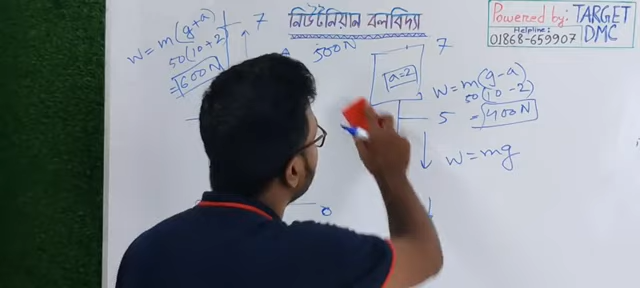 নিউটনিয়ান বলবিদ্যা
Powered by: TARGET DMC
Helpline:
01868-659907
W = m(g+a)
50(10+2)
= 600N
7
500N
a=2
7
W = m(g-a)
50(10-2)
= 400N
5
W = mg